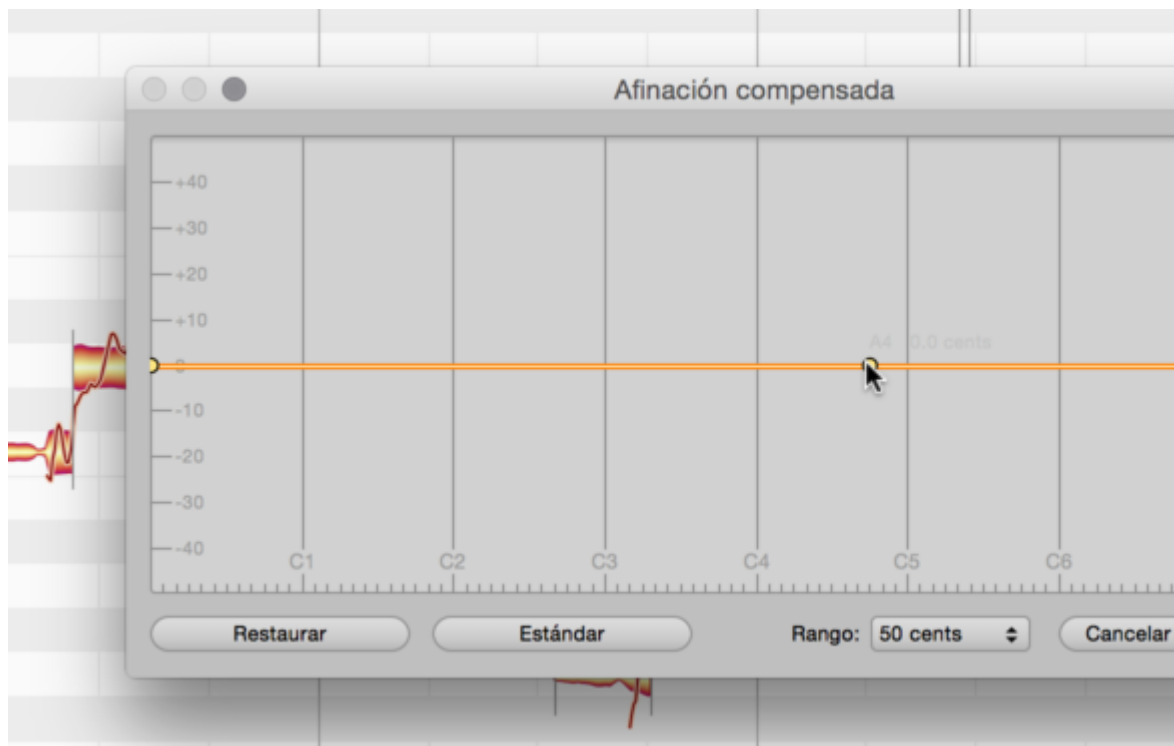 Afinación compensada
+40
+30
+20
+10
A4 0.0 cents
0
-10
-20
-30
-40
C1 C2 C3 C4 C5 C6
Restaurar Estándar Rango: 50 cents Cancelar